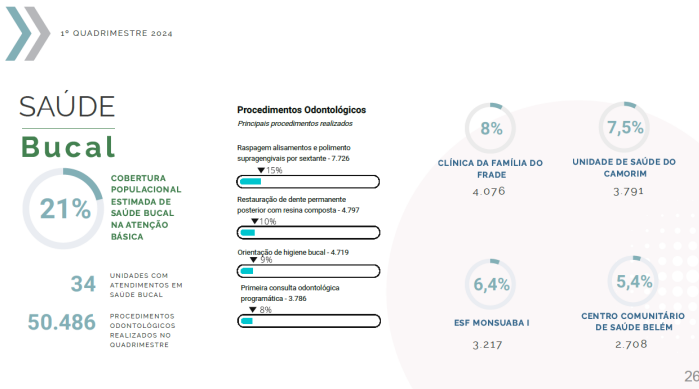 1º QUADRIMESTRE 2024
SAÚDE
Bucal
21%
COBERTURA
POPULACIONAL
ESTIMADA DE
SAÚDE BUCAL
NA ATENÇÃO
BÁSICA
34
UNIDADES COM
ATENDIMENTOS EM
SAÚDE BUCAL
50.486
PROCEDIMENTOS
ODONTOLÓGICOS
REALIZADOS NO
QUADRIMESTRE
Procedimentos Odontológicos
Principais procedimentos realizados
Raspagem alisamentos e polimento
supragengivais por sextante - 7.726
15%
Restauração de dente permanente
posterior com resina composta - 4.797
10%
Orientação de higiene bucal - 4.719
9%
Primeira consulta odontológica
programática - 3.786
8%
8%
CLÍNICA DA FAMÍLIA DO
FRADE
4.076
7,5%
UNIDADE DE SAÚDE DO
CAMORIM
3.791
6,4%
ESF MONSUABA I
3.217
5,4%
CENTRO COMUNITÁRIO
DE SAÚDE BELÉM
2.708
26